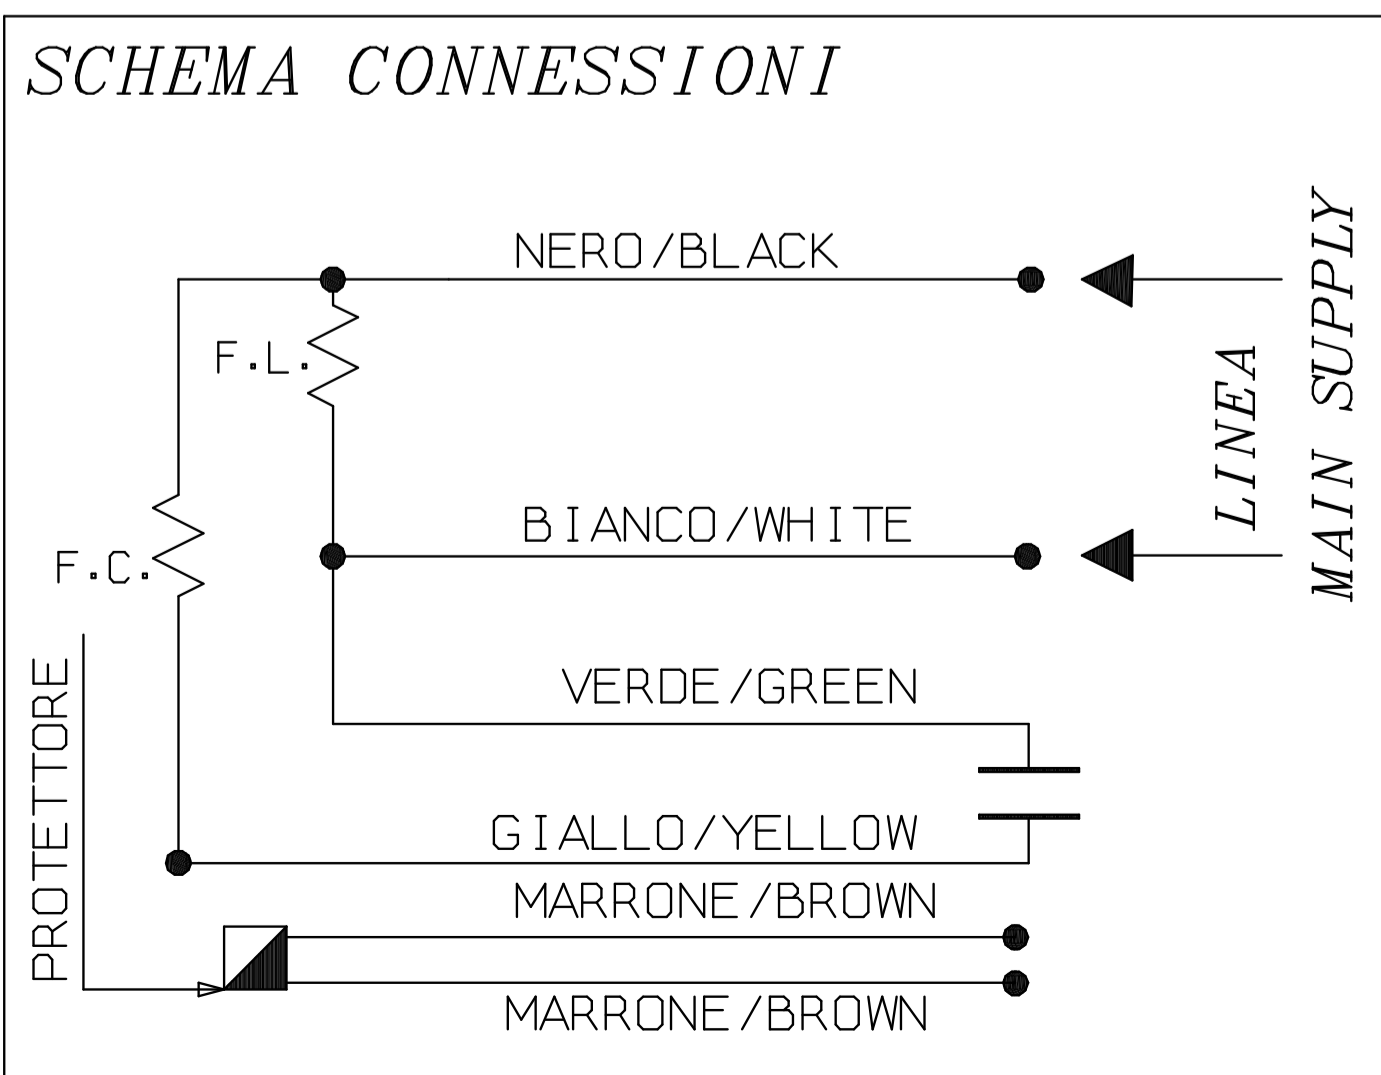 SCHEMA CONNESSIONI
NERO/BLACK
F.L.
BIANCO/WHITE
LINEA
MAIN SUPPLY
F.C.
VERDE/GREEN
GIALLO/YELLOW
MARRONE/BROWN
PROTETTORE
MARRONE/BROWN